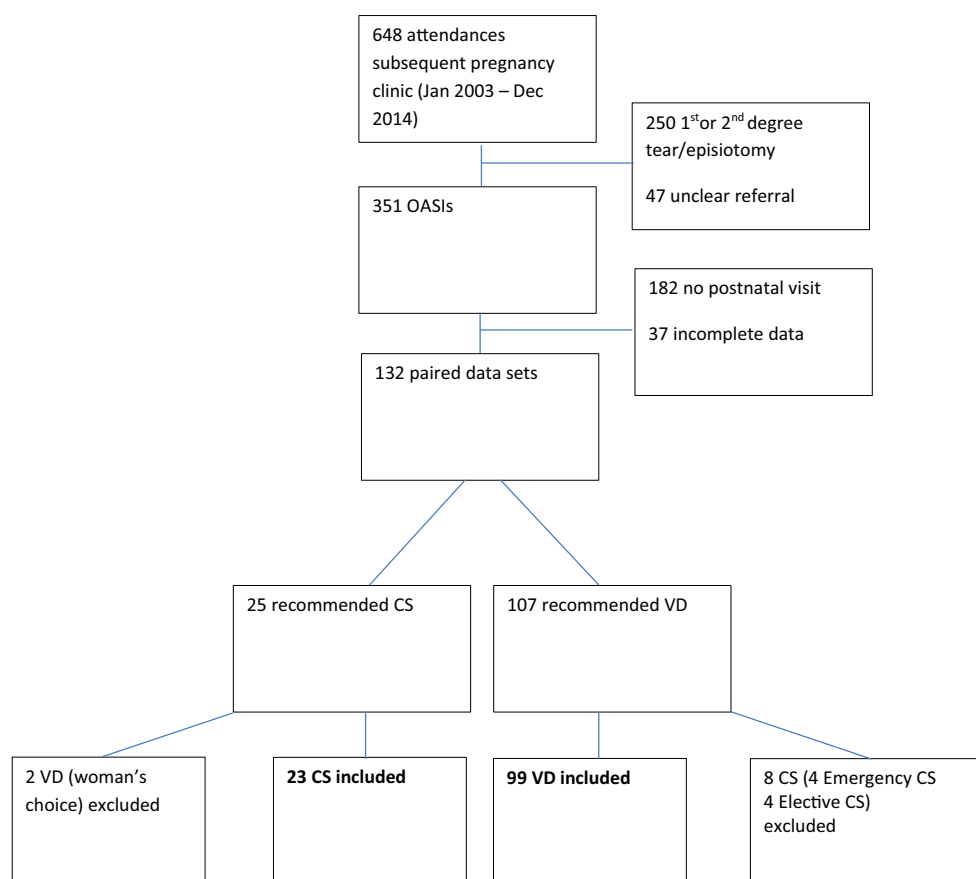 648 attendances
subsequent pregnancy
clinic (Jan 2003 – Dec
2014)
250 1st or 2nd degree
tear/episiotomy
47 unclear referral
351 OASIs
182 no postnatal visit
37 incomplete data
132 paired data sets
25 recommended CS
107 recommended VD
2 VD (woman’s
choice) excluded
23 CS included
99 VD included
8 CS (4 Emergency CS
4 Elective CS)
excluded